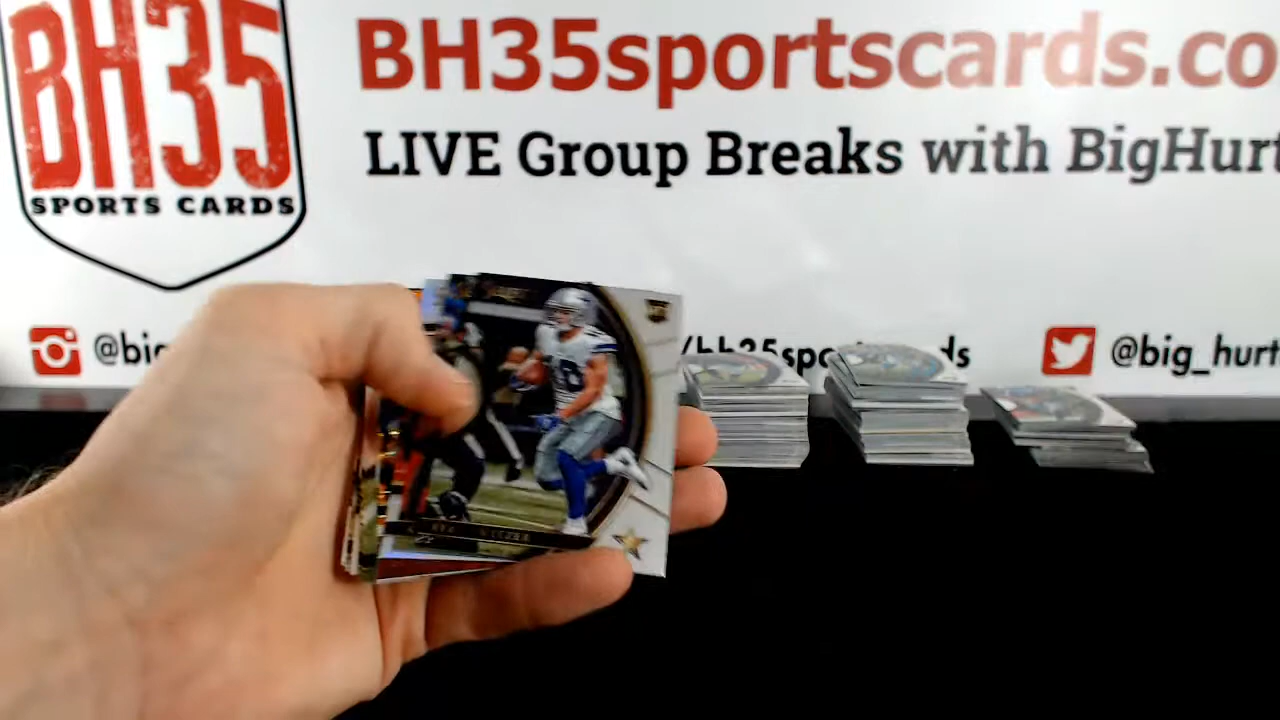 BH35
SPORTS CARDS
BH35sportscards.co
LIVE Group Breaks with BigHurt
@big
/bh35sportscards
@big_hurt